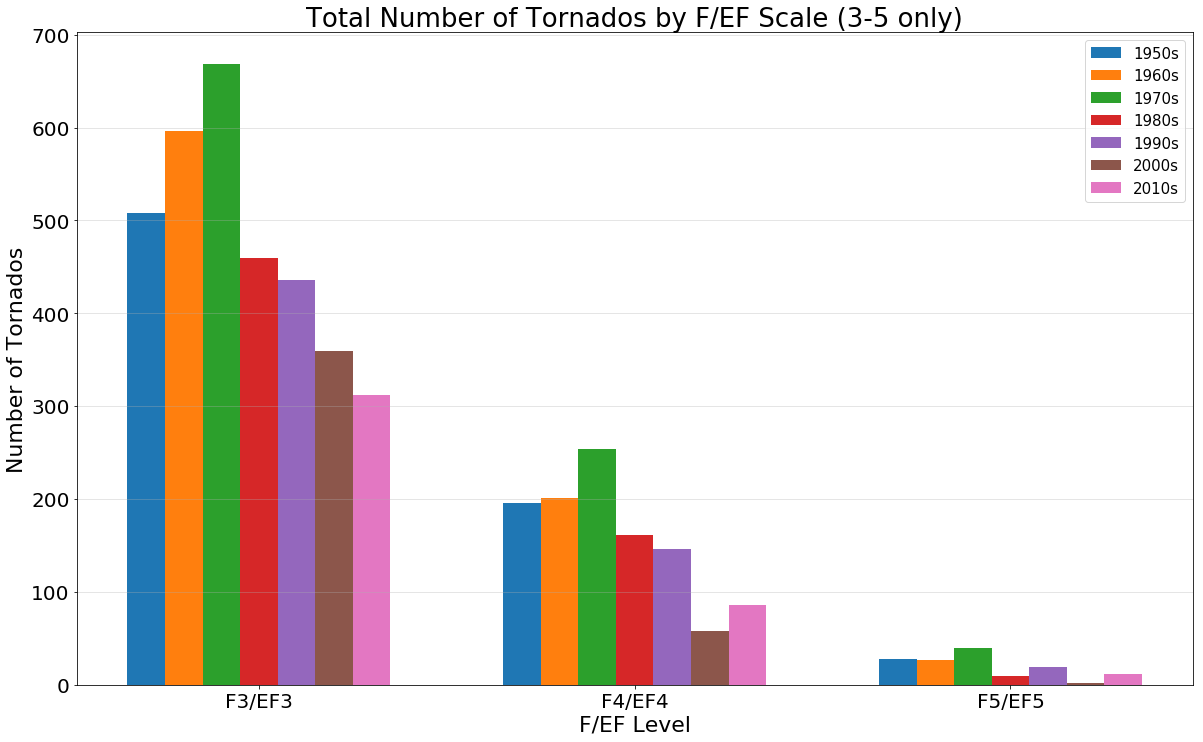 Total Number of Tornados by F/EF Scale (3-5 only)
700
600
500
400
300
200
100
0
Number of Tornados
1950s
1960s
1970s
1980s
1990s
2000s
2010s
F3/EF3
F4/EF4
F5/EF5
F/EF Level